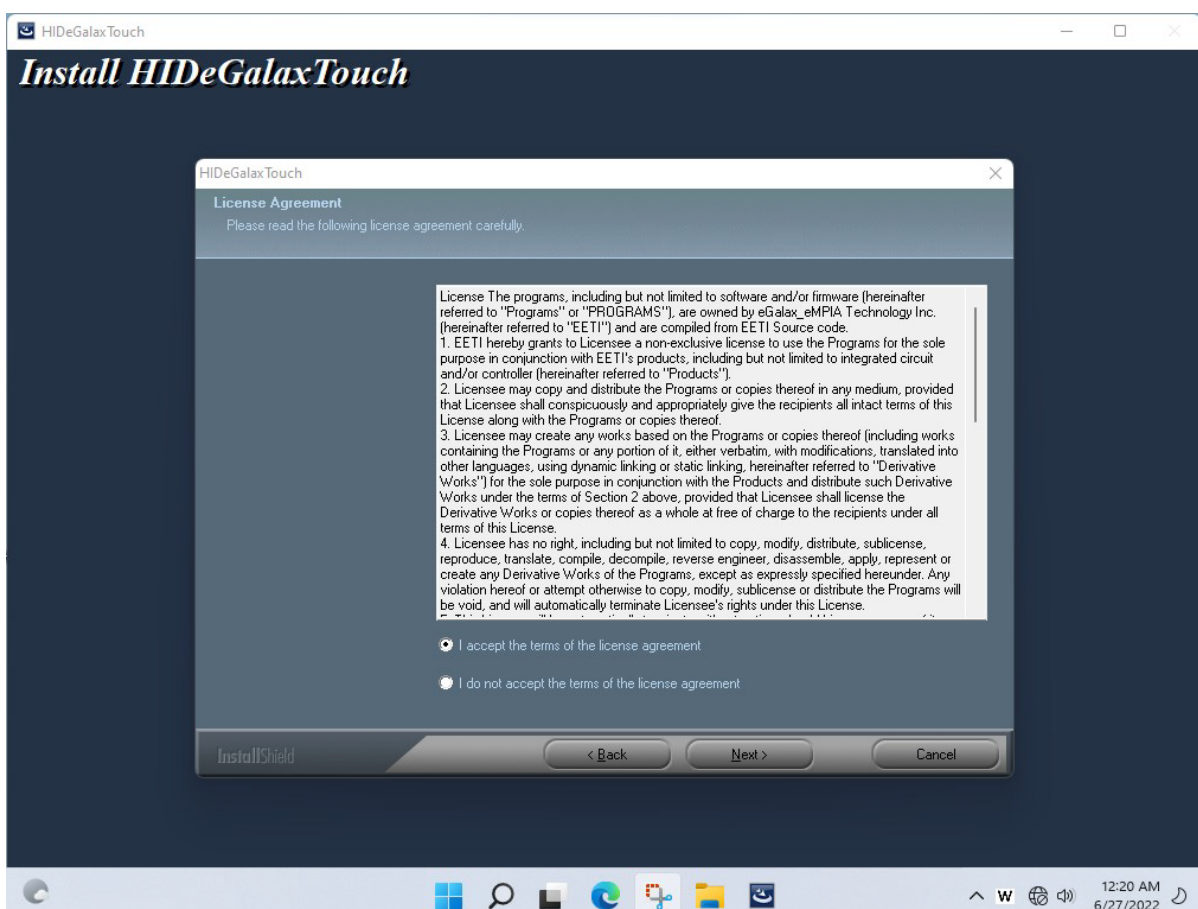 HIDeGalaxTouch
Install HIDeGalaxTouch
HIDeGalaxTouch
License Agreement
Please read the following license agreement carefully.
License The programs, including but not limited to software and/or firmware (hereinafter
referred to "Programs" or "PROGRAMS"), are owned by eGalax_eMPIA Technology Inc.
(hereinafter referred to "EETI") and are compiled from EETI Source code.
1. EETI hereby grants to Licensee a non-exclusive license to use the Programs for the sole
purpose in conjunction with EETI's products, including but not limited to integrated circuit
and/or controller (hereinafter referred to "Products").
2. Licensee may copy and distribute the Programs or copies thereof in any medium, provided
that Licensee shall conspicuously and appropriately give the recipients all intact terms of this
License along with the Programs or copies thereof.
3. Licensee may create any works based on the Programs or copies thereof (including works
containing the Programs or any portion of it, either verbatim, with modifications, translated into
other languages, using dynamic linking or static linking, hereinafter referred to "Derivative
Works") for the sole purpose in conjunction with the Products and distribute such Derivative
Works under the terms of Section 2 above, provided that Licensee shall license the
Derivative Works or copies thereof as a whole at free of charge to the recipients under all
terms of this License.
4. Licensee has no right, including but not limited to copy, modify, distribute, sublicense,
reproduce, translate, compile, decompile, reverse engineer, disassemble, apply, represent or
create any Derivative Works of the Programs, except as expressly specified hereunder. Any
violation hereof or attempt otherwise to copy, modify, sublicense or distribute the Programs will
be void, and will automatically terminate Licensee's rights under this License.
I accept the terms of the license agreement
I do not accept the terms of the license agreement
InstallShield
< Back
Next >
Cancel
W
12:20 AM
6/27/2022